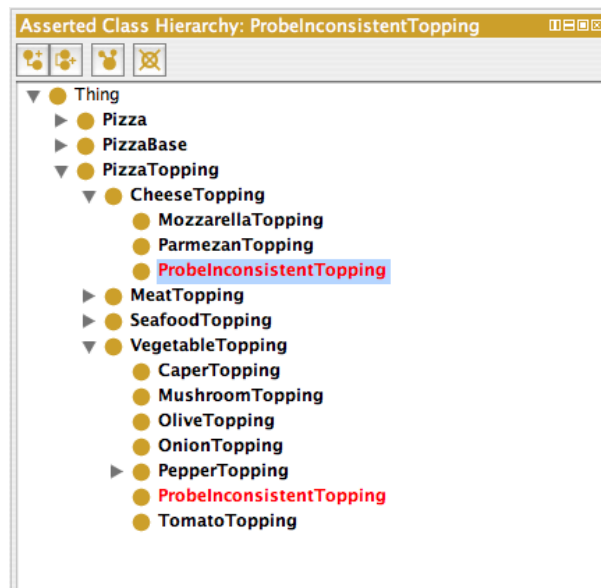 Asserted Class Hierarchy: ProbeInconsistentTopping
Thing
Pizza
PizzaBase
PizzaTopping
CheeseTopping
MozzarellaTopping
ParmezanTopping
ProbeInconsistentTopping
MeatTopping
SeafoodTopping
VegetableTopping
CaperTopping
MushroomTopping
OliveTopping
OnionTopping
PepperTopping
ProbeInconsistentTopping
TomatoTopping